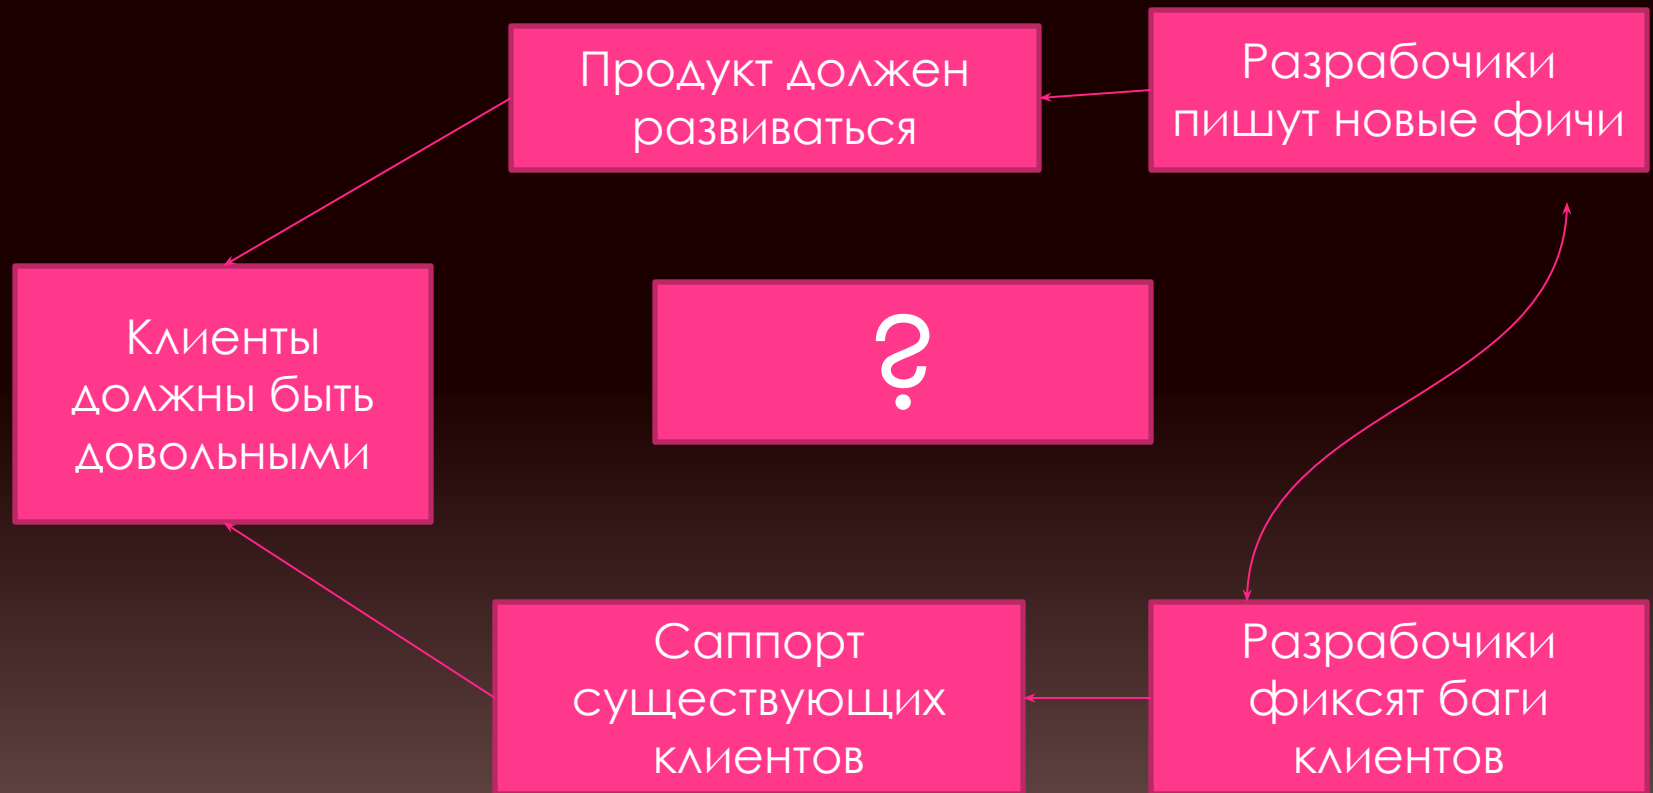 Продукт должен
развиваться
Разрабочики
пишут новые фичи
Клиенты
должны быть
довольными
?
Саппорт
существующих
клиентов
Разрабочики
фиксят баги
клиентов